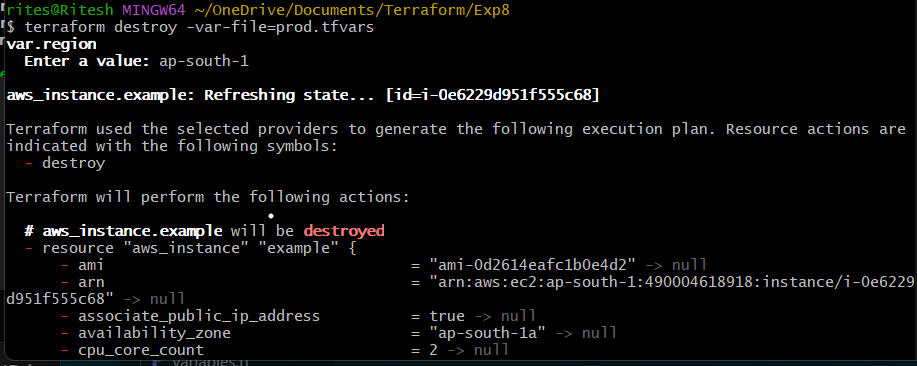 rites@Ritesh MINGW64 ~/OneDrive/Documents/Terraform/Exp8
$ terraform destroy -var-file=prod.tfvars
var.region
  Enter a value: ap-south-1

aws_instance.example: Refreshing state... [id=i-0e6229d951f555c68]

Terraform used the selected providers to generate the following execution plan. Resource actions are
indicated with the following symbols:
  - destroy

Terraform will perform the following actions:

  # aws_instance.example will be destroyed
  - resource "aws_instance" "example" {
      - ami                                  = "ami-0d2614eafc1b0e4d2" -> null
      - arn                                  = "arn:aws:ec2:ap-south-1:490004618918:instance/i-0e6229
d951f555c68" -> null
      - associate_public_ip_address          = true -> null
      - availability_zone                    = "ap-south-1a" -> null
      - cpu_core_count                       = 2 -> null